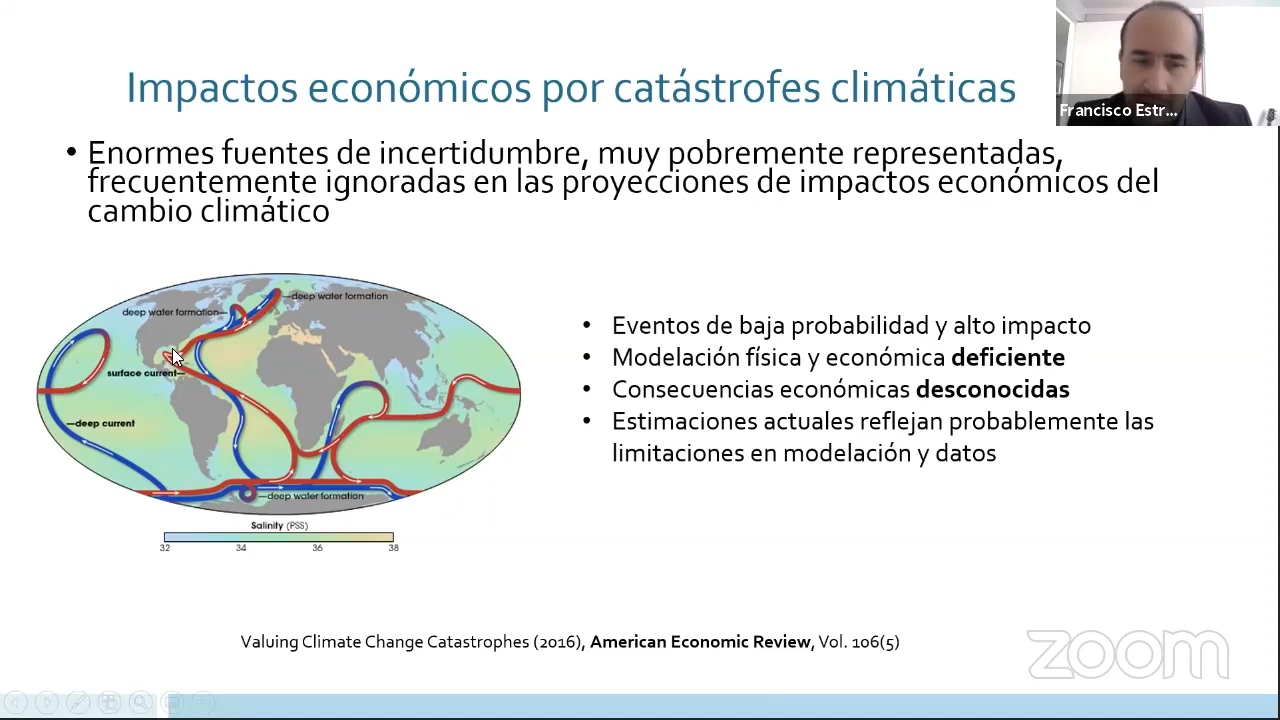 Impactos económicos por catástrofes climáticas
Francisco Estr...
• Enormes fuentes de incertidumbre, muy pobremente representadas,
frecuentemente ignoradas en las proyecciones de impactos económicos del
cambio climático
deep water formation
deep water formation
surface current
deep current
deep water formation
Salinity (PSS)
32 34 36 38
• Eventos de baja probabilidad y alto impacto
• Modelación física y económica deficiente
• Consecuencias económicas desconocidas
• Estimaciones actuales reflejan probablemente las
limitaciones en modelación y datos
Valuing Climate Change Catastrophes (2016), American Economic Review, Vol. 106(5)
zoom